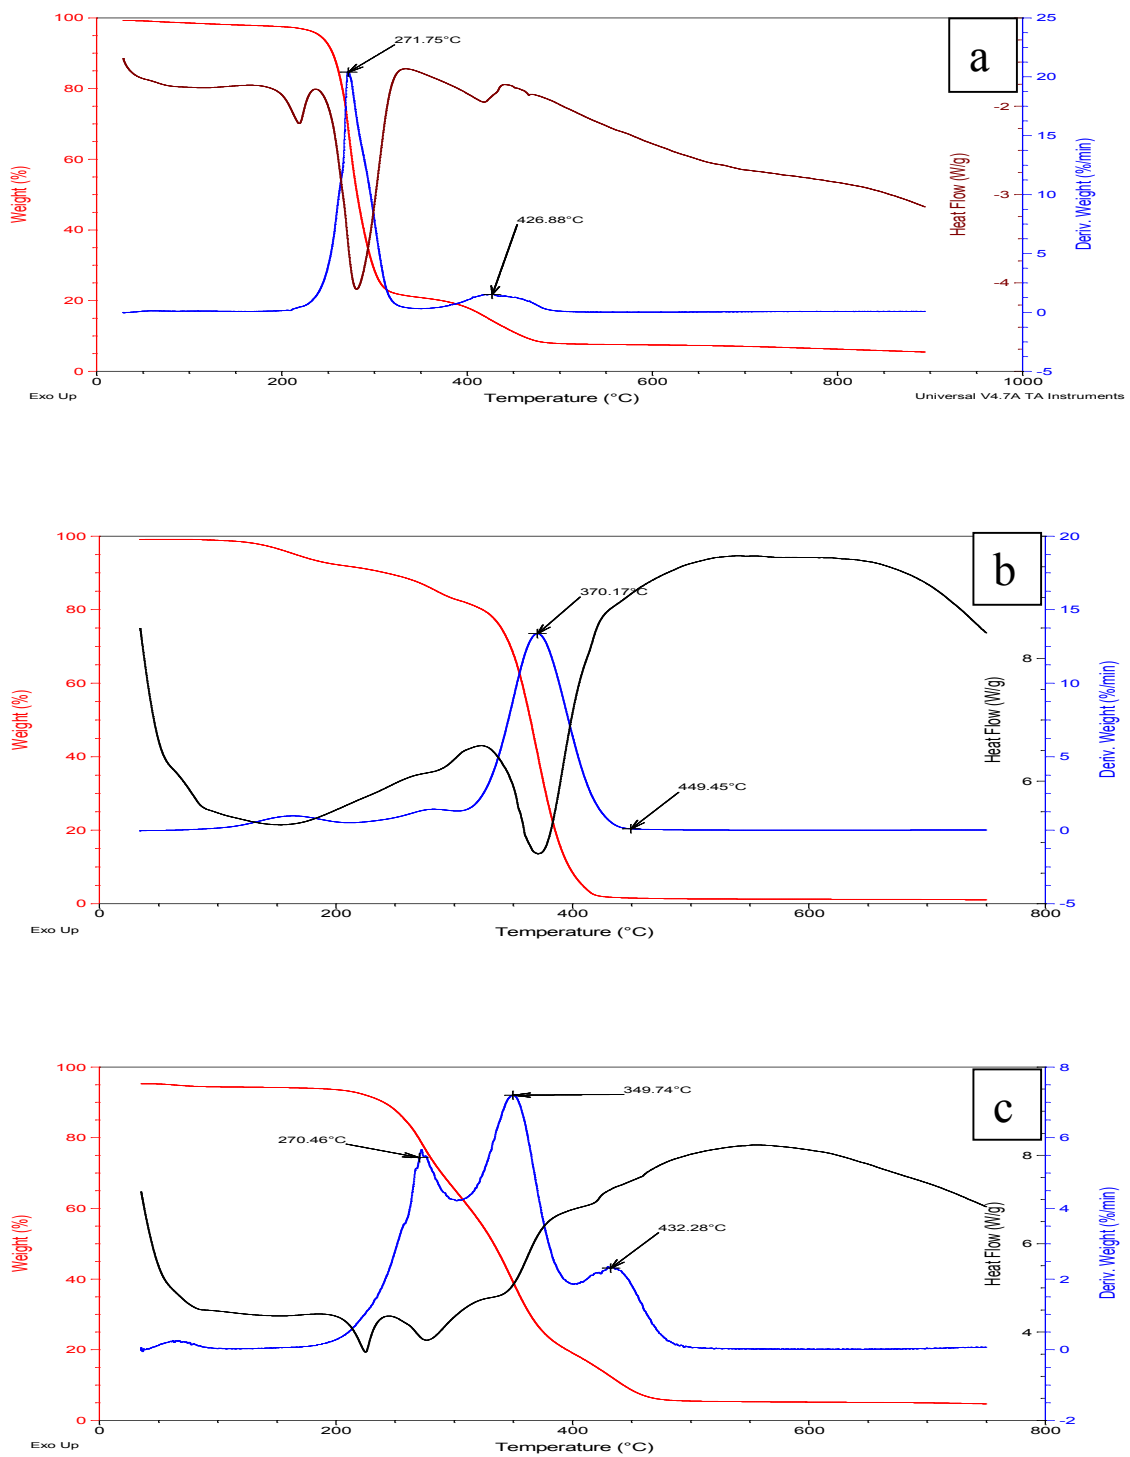 a
271.75°C
426.88°C
100
80
60
40
20
0
Weight (%)
0
200
400
600
800
1000
Temperature (°C)
-2
-3
-4
Heat Flow (W/g)
25
20
15
10
5
0
-5
Deriv. Weight (%/min)
Exo Up
Universal V4.7A TA Instruments
b
370.17°C
449.45°C
100
80
60
40
20
0
Weight (%)
0
200
400
600
800
Temperature (°C)
8
6
Heat Flow (W/g)
20
15
10
5
0
-5
Deriv. Weight (%/min)
Exo Up
c
349.74°C
270.46°C
432.28°C
100
80
60
40
20
0
Weight (%)
0
200
400
600
800
Temperature (°C)
8
6
4
Heat Flow (W/g)
8
6
4
2
0
-2
Deriv. Weight (%/min)
Exo Up